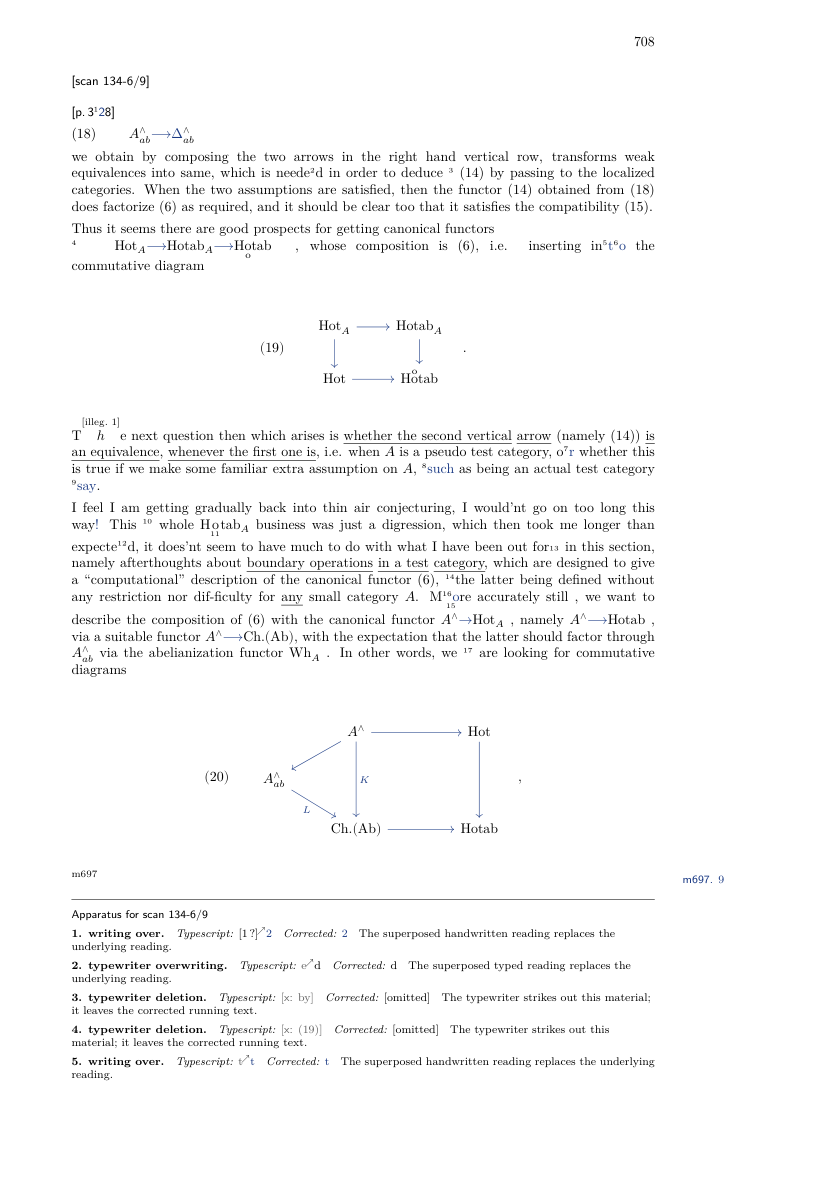 708
[scan 134-6/9]
[p. 3¹28]
(18) A^∧_ab ⟶ Δ^∧_ab
we obtain by composing the two arrows in the right hand vertical row, transforms weak
equivalences into same, which is neede²d in order to deduce ³ (14) by passing to the localized
categories. When the two assumptions are satisfied, then the functor (14) obtained from (18)
does factorize (6) as required, and it should be clear too that it satisfies the compatibility (15).
Thus it seems there are good prospects for getting canonical functors
⁴ Hot_A⟶Hotab_A⟶Hotab , whose composition is (6), i.e. inserting in⁵t⁶o the
o
commutative diagram
Hot_A ⟶ Hotab_A
(19) ↓ ↓ .
o
Hot ⟶ Hotab
[illeg. 1]
T h e next question then which arises is whether the second vertical arrow (namely (14)) is
an equivalence, whenever the first one is, i.e. when A is a pseudo test category, o⁷r whether this
is true if we make some familiar extra assumption on A, ⁸such as being an actual test category
⁹say.
I feel I am getting gradually back into thin air conjecturing, I would'nt go on too long this
way! This ¹⁰ whole Hotab_A business was just a digression, which then took me longer than
11
expecte¹²d, it does'nt seem to have much to do with what I have been out for₁₃ in this section,
namely afterthoughts about boundary operations in a test category, which are designed to give
a “computational” description of the canonical functor (6), ¹⁴the latter being defined without
any restriction nor dif-ficulty for any small category A. M¹⁶ore accurately still , we want to
15
describe the composition of (6) with the canonical functor A^∧→Hot_A , namely A^∧⟶Hotab ,
via a suitable functor A^∧⟶Ch.(Ab), with the expectation that the latter should factor through
A^∧_ab via the abelianization functor Wh_A . In other words, we ¹⁷ are looking for commutative
diagrams
A^∧ ⟶ Hot
(20) A^∧_ab K ,
L
Ch.(Ab) ⟶ Hotab
m697
m697. 9
Apparatus for scan 134-6/9
1. writing over. Typescript: [1?]↗2 Corrected: 2 The superposed handwritten reading replaces the
underlying reading.
2. typewriter overwriting. Typescript: e↗d Corrected: d The superposed typed reading replaces the
underlying reading.
3. typewriter deletion. Typescript: [x: by] Corrected: [omitted] The typewriter strikes out this material;
it leaves the corrected running text.
4. typewriter deletion. Typescript: [x: (19)] Corrected: [omitted] The typewriter strikes out this
material; it leaves the corrected running text.
5. writing over. Typescript: t↗t Corrected: t The superposed handwritten reading replaces the underlying
reading.